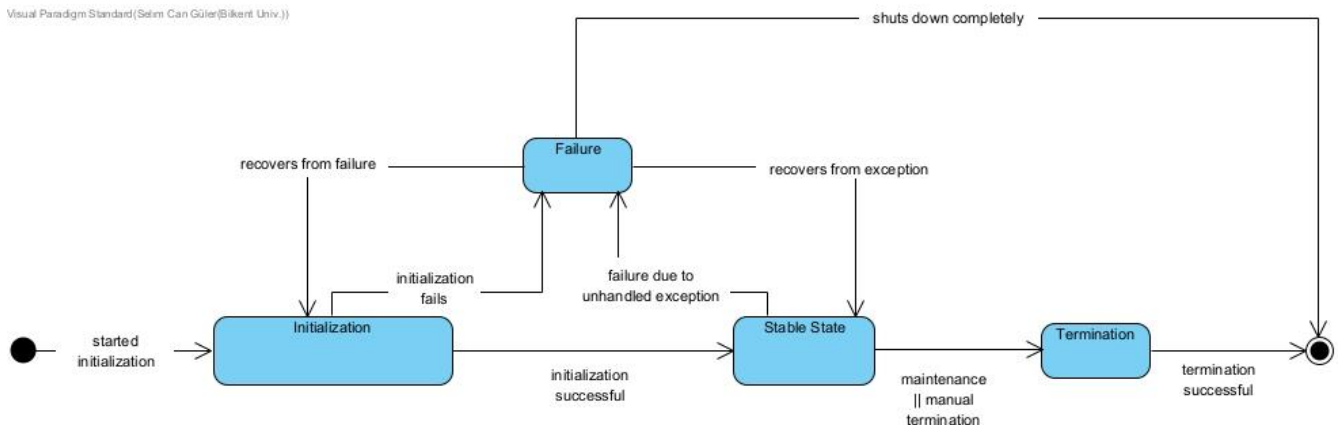 Visual Paradigm Standard(Selim Can Güler(Bilkent Univ.))
shuts down completely
Failure
recovers from failure
recovers from exception
initialization
fails
failure due to
unhandled exception
Initialization
Stable State
Termination
started
initialization
initialization
successful
maintenance
|| manual
termination
termination
successful